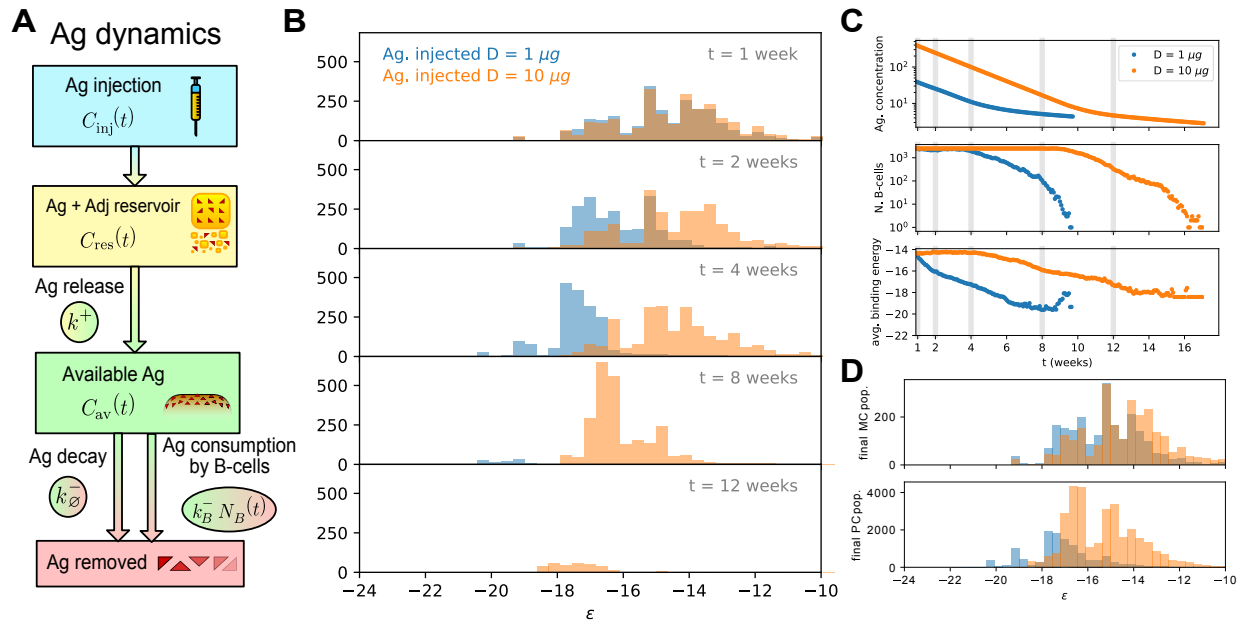 A
Ag dynamics
Ag injection
C_inj(t)
Ag + Adj reservoir
C_res(t)
Ag release
k^+
Available Ag
C_av(t)
Ag decay
k_∅^-
Ag consumption
by B-cells
k_B^- N_B(t)
Ag removed
B
Ag. injected D = 1 μg
Ag. injected D = 10 μg
t = 1 week
500
250
0
t = 2 weeks
500
250
0
t = 4 weeks
500
250
0
t = 8 weeks
500
250
0
t = 12 weeks
500
250
0
−24 −22 −20 −18 −16 −14 −12 −10
ε
C
Ag. concentration
10^2
10^1
D = 1 μg
D = 10 μg
N. B-cells
10^3
10^2
10^1
10^0
avg. binding energy
−14
−16
−18
−20
−22
1 2 4 6 8 10 12 14 16
t (weeks)
D
final MC pop.
200
0
final PC pop.
4000
2000
0
−24 −22 −20 −18 −16 −14 −12 −10
ε